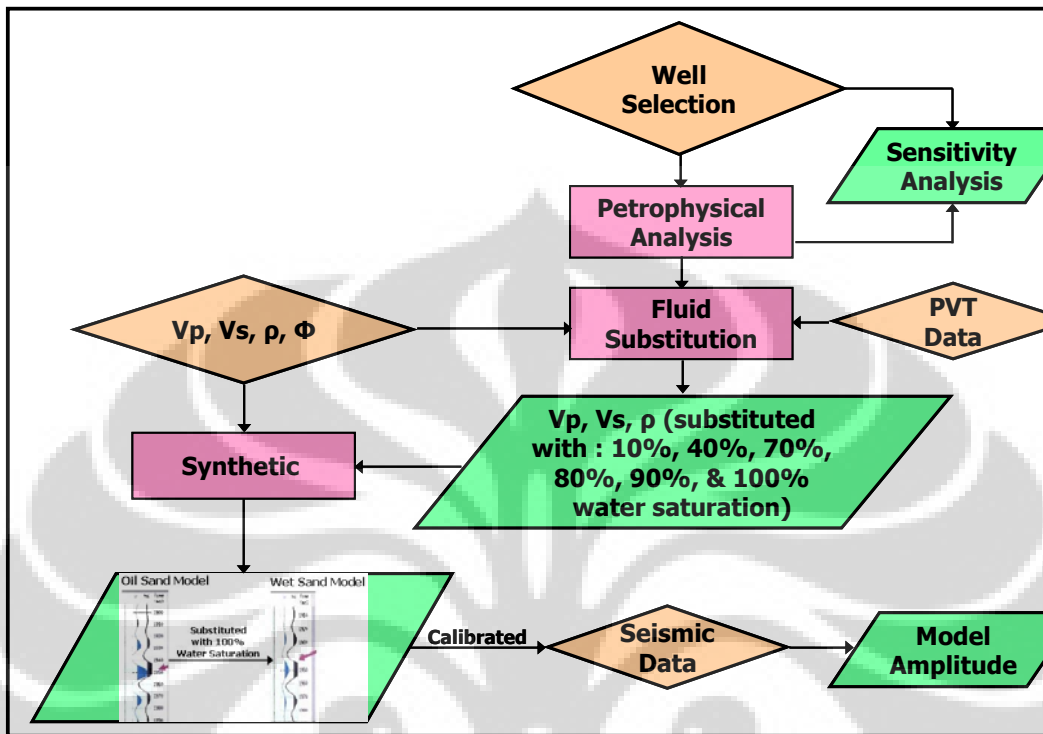 Well
Selection
Sensitivity
Analysis
Petrophysical
Analysis
Vp, Vs, ρ, Φ
Fluid
Substitution
PVT
Data
Vp, Vs, ρ (substituted
with : 10%, 40%, 70%,
80%, 90%, & 100%
water saturation)
Synthetic
Oil Sand Model
Wet Sand Model
Substituted
with 100%
Water Saturation
Calibrated
Seismic
Data
Model
Amplitude